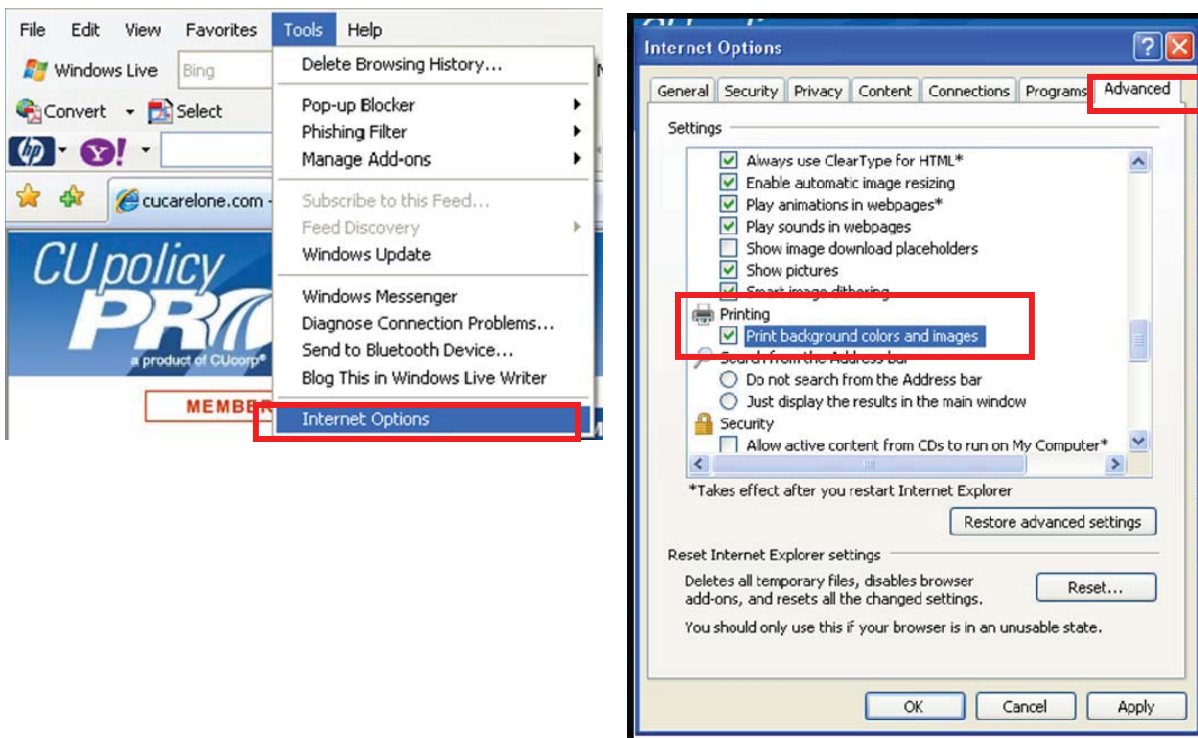 File Edit View Favorites Tools Help
Windows Live Bing
Convert Select
cucarelone.com -
CU policy
PRO
a product of CUcorp®
MEMBER
Delete Browsing History...
Pop-up Blocker
Phishing Filter
Manage Add-ons
Subscribe to this Feed...
Feed Discovery
Windows Update
Windows Messenger
Diagnose Connection Problems...
Send to Bluetooth Device...
Blog This in Windows Live Writer
Internet Options
Internet Options
General Security Privacy Content Connections Programs Advanced
Settings
Always use ClearType for HTML*
Enable automatic image resizing
Play animations in webpages*
Play sounds in webpages
Show image download placeholders
Show pictures
Smart image dithering
Printing
Print background colors and images
Search from the Address bar
Do not search from the Address bar
Just display the results in the main window
Security
Allow active content from CDs to run on My Computer*
*Takes effect after you restart Internet Explorer
Restore advanced settings
Reset Internet Explorer settings
Deletes all temporary files, disables browser
add-ons, and resets all the changed settings.
Reset...
You should only use this if your browser is in an unusable state.
OK Cancel Apply